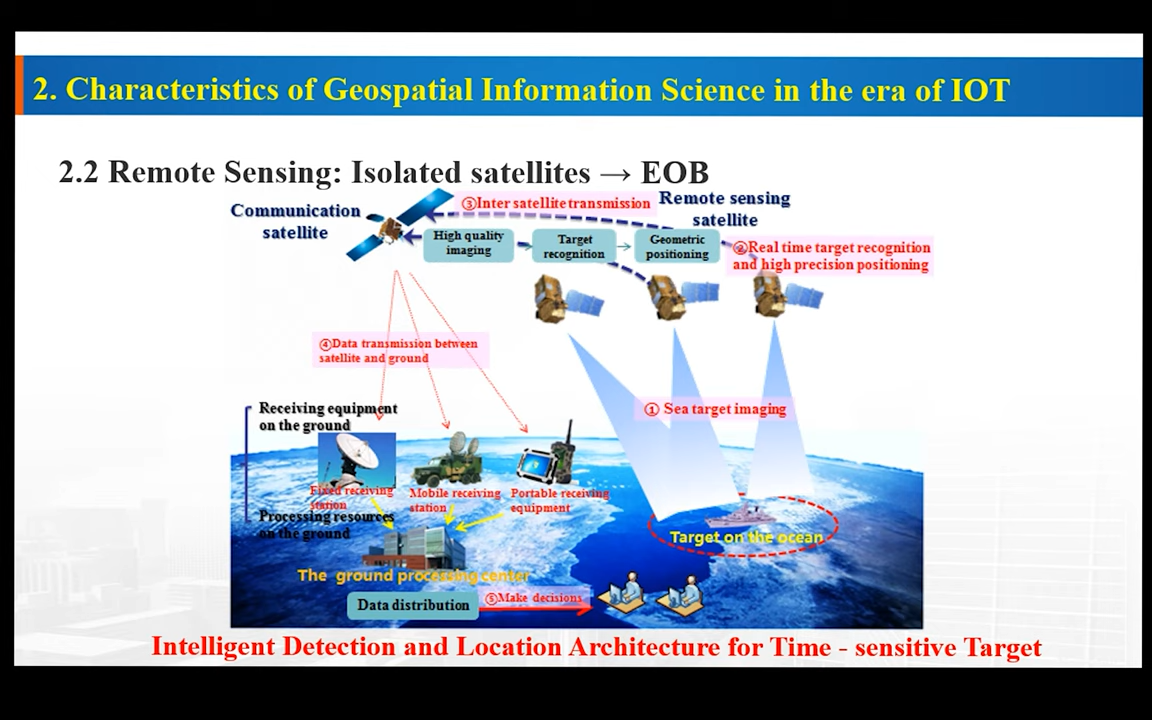 2. Characteristics of Geospatial Information Science in the era of IOT
2.2 Remote Sensing: Isolated satellites → EOB
Communication
satellite
③Inter satellite transmission
Remote sensing
satellite
High quality
imaging
Target
recognition
Geometric
positioning
②Real time target recognition
and high precision positioning
④Data transmission between
satellite and ground
① Sea target imaging
Receiving equipment
on the ground
Fixed receiving
station
Mobile receiving
station
Portable receiving
equipment
Processing resources
on the ground
Target on the ocean
The ground processing center
Data distribution
⑤Make decisions
Intelligent Detection and Location Architecture for Time - sensitive Target